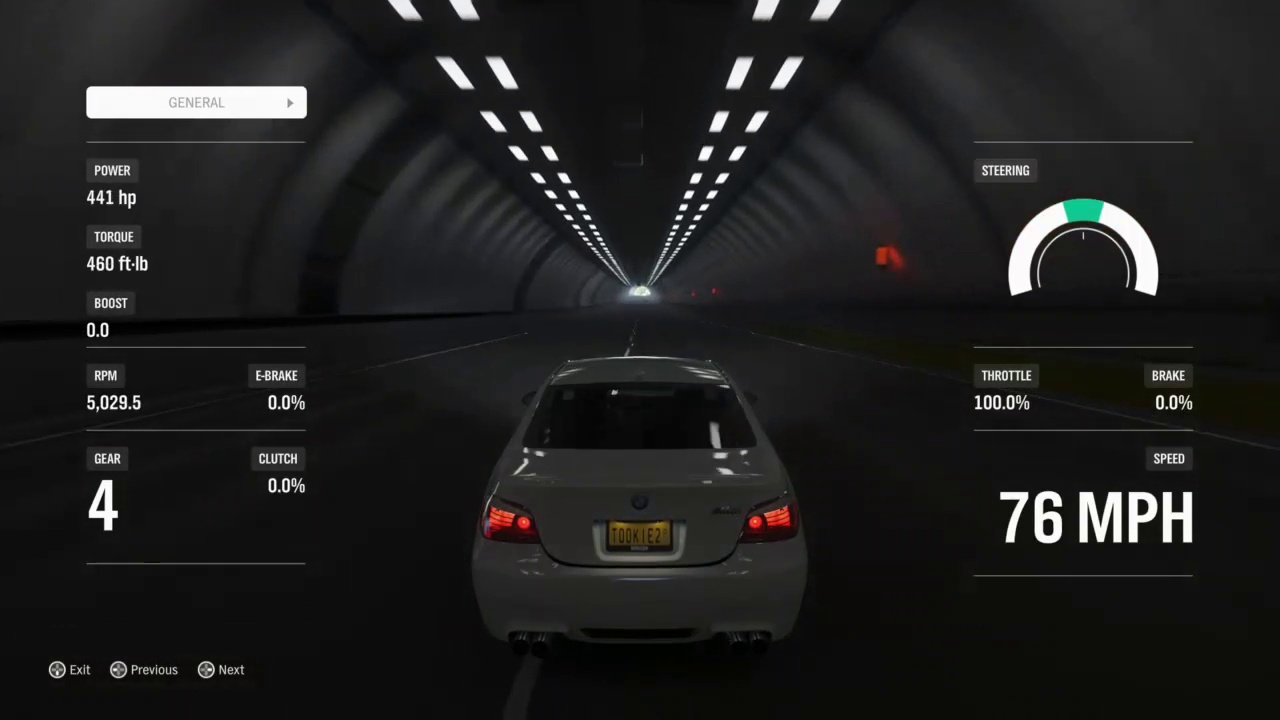 GENERAL
POWER
441 hp
TORQUE
460 ft·lb
BOOST
0.0
RPM
E-BRAKE
5,029.5
0.0%
GEAR
CLUTCH
4
0.0%
STEERING
THROTTLE
BRAKE
100.0%
0.0%
SPEED
76 MPH
TOOKIE2
Exit
Previous
Next